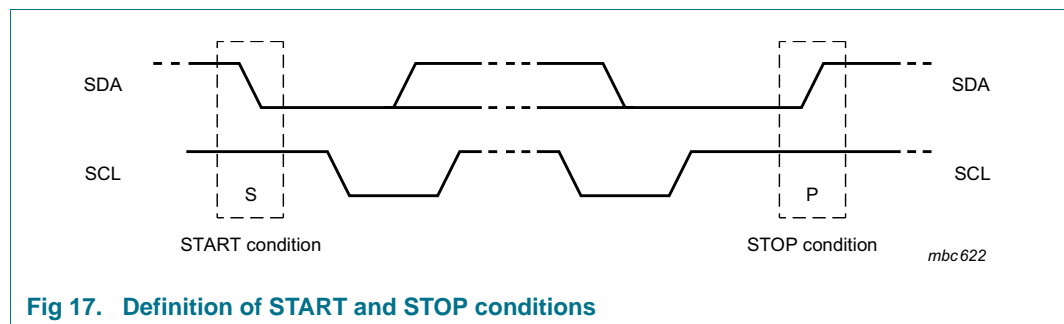 SDA
SDA
SCL
SCL
S
P
START condition
STOP condition
mbc622
Fig 17. Definition of START and STOP conditions